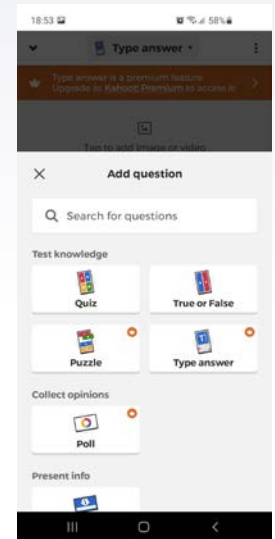 18:53 58%
Type answer
Type answer is a premium feature
Upgrade to Kahoot! Premium to access it
Tap to add image or video
Add question
Search for questions
Test knowledge
Quiz True or False
Puzzle Type answer
Collect opinions
Poll
Present info